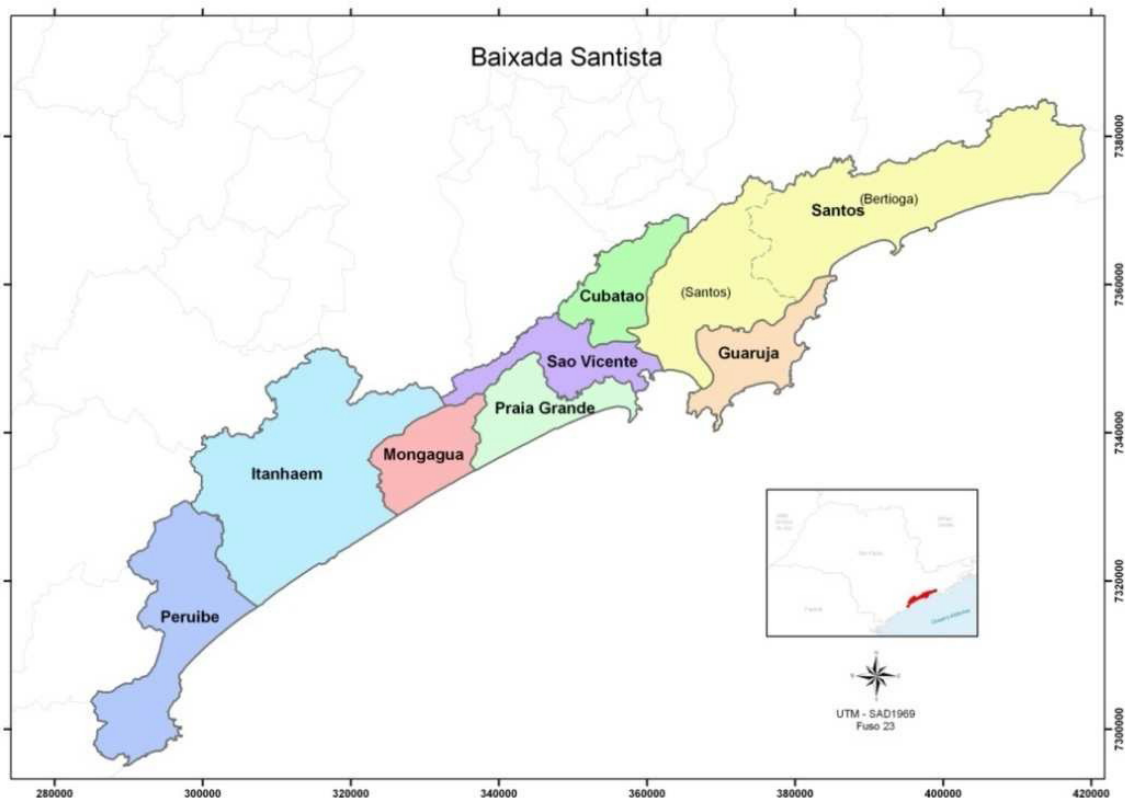 Baixada Santista
Santos
(Bertioga)
Cubatao
(Santos)
Guaruja
Sao Vicente
Praia Grande
Mongagua
Itanhaem
Peruibe
UTM - SAD1969
Fuso 23
7380000
7360000
7340000
7320000
7300000
280000
300000
320000
340000
360000
380000
400000
420000